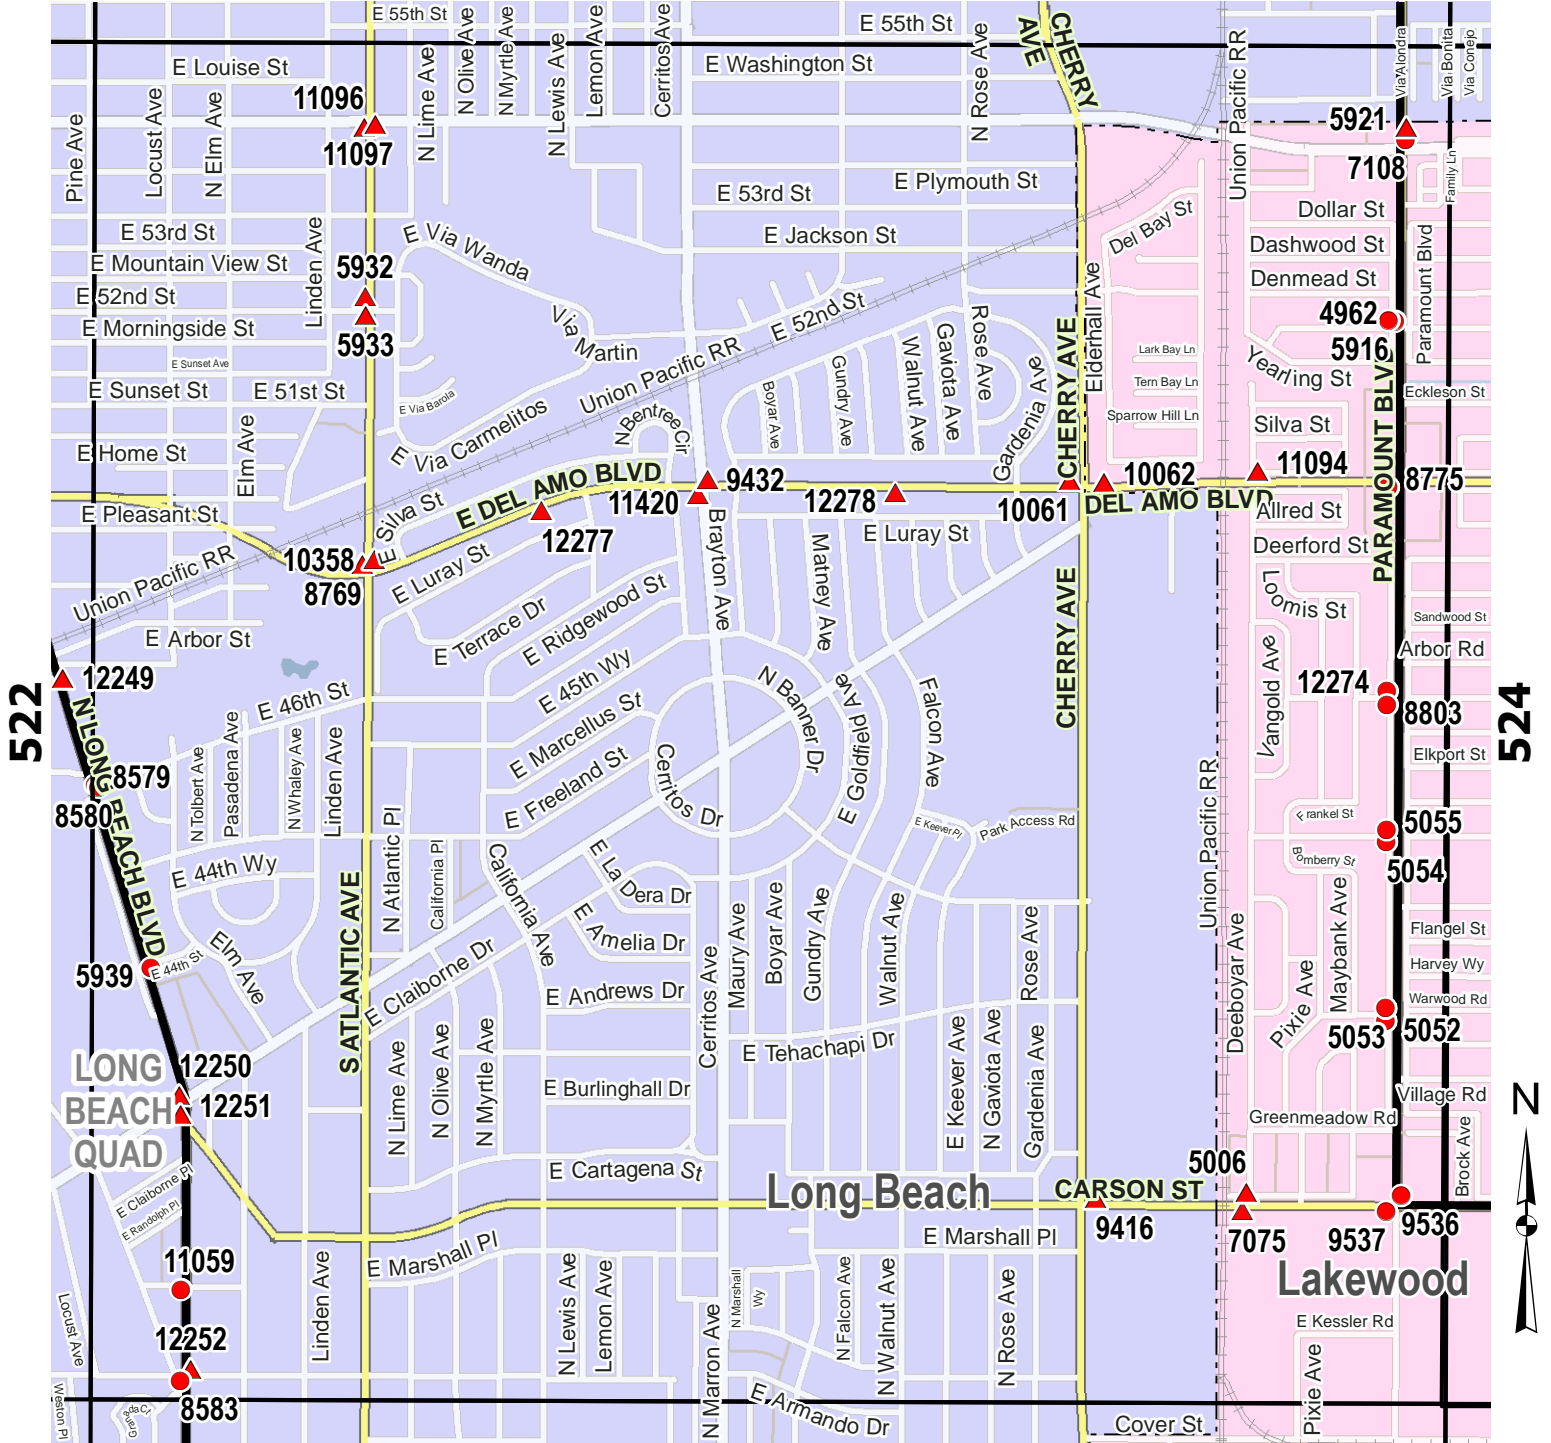 E 55th St
E 55th St
CHERRY AVE
E Louise St
E Washington St
N Lime Ave
N Olive Ave
N Myrtle Ave
N Lewis Ave
Lemon Ave
Cerritos Ave
N Rose Ave
Union Pacific RR
Via Alondra
Via Bonita
Via Conejo
Pine Ave
Locust Ave
N Elm Ave
11096
11097
5921
7108
Family Ln
E Plymouth St
E 53rd St
E Jackson St
Del Bay St
Dollar St
Dashwood St
Denmead St
Paramount Blvd
E 53rd St
E Mountain View St
E 52nd St
E Morningside St
Linden Ave
5932
5933
E Via Wanda
Via Martin
E 52nd St
Union Pacific RR
Rose Ave
Gaviota Ave
Walnut Ave
Gundry Ave
Boyar Ave
Gardenia Ave
CHERRY AVE
Elderhall Ave
4962
5916
Lark Bay Ln
Tern Bay Ln
Sparrow Hill Ln
Yearling St
Eckleson St
E Sunset Ave
E Sunset St
E 51st St
E Via Barola
E Via Carmelitos
N Bentree Cir
E Home St
Elm Ave
Silva St
PARAMOUNT BLVD
E DEL AMO BLVD
9432
11420
12278
10061
10062
11094
8775
DEL AMO BLVD
E Pleasant St
E Silva St
12277
E Luray St
Allred St
Deerford St
Union Pacific RR
10358
8769
E Luray St
Brayton Ave
Matney Ave
CHERRY AVE
Loomis St
Sandwood St
E Arbor St
E Terrace Dr
E Ridgewood St
Arbor Rd
12249
E 46th St
E 45th Wy
N Banner Dr
E Goldfield Ave
Falcon Ave
Vangold Ave
12274
8803
522
524
N LONG BEACH BLVD
E Marcellus St
Elkport St
8579
8580
N Tolbert Ave
Pasadena Ave
N Whaley Ave
Linden Ave
N Atlantic Pl
California Pl
E Freeland St
Cerritos Dr
E Keever Pl
Park Access Rd
Union Pacific RR
Frankel St
5055
5054
Bomberry St
E 44th Wy
California Ave
E La Dera Dr
S ATLANTIC AVE
Maybank Ave
Flangel St
E Amelia Dr
Maury Ave
Boyar Ave
Gundry Ave
Walnut Ave
Rose Ave
Harvey Wy
5939
E 44th St
Elm Ave
E Claiborne Dr
E Andrews Dr
Cerritos Ave
Deeboyar Ave
Pixie Ave
Warwood Rd
5053
5052
E Tehachapi Dr
LONG
BEACH
QUAD
12250
12251
N Lime Ave
N Olive Ave
N Myrtle Ave
E Burlinghall Dr
E Keever Ave
N Gaviota Ave
Gardenia Ave
Village Rd
Greenmeadow Rd
Brock Ave
N
E Cartagena St
5006
Long Beach
CARSON ST
9416
7075
9537
9536
E Claiborne Pl
E Randolph Pl
E Marshall Pl
E Marshall Pl
11059
Lakewood
Locust Ave
Linden Ave
N Lewis Ave
Lemon Ave
N Marron Ave
N Marshall Wy
N Falcon Ave
N Walnut Ave
N Rose Ave
E Kessler Rd
12252
8583
Weston Pl
E Armando Dr
Pixie Ave
Cover St